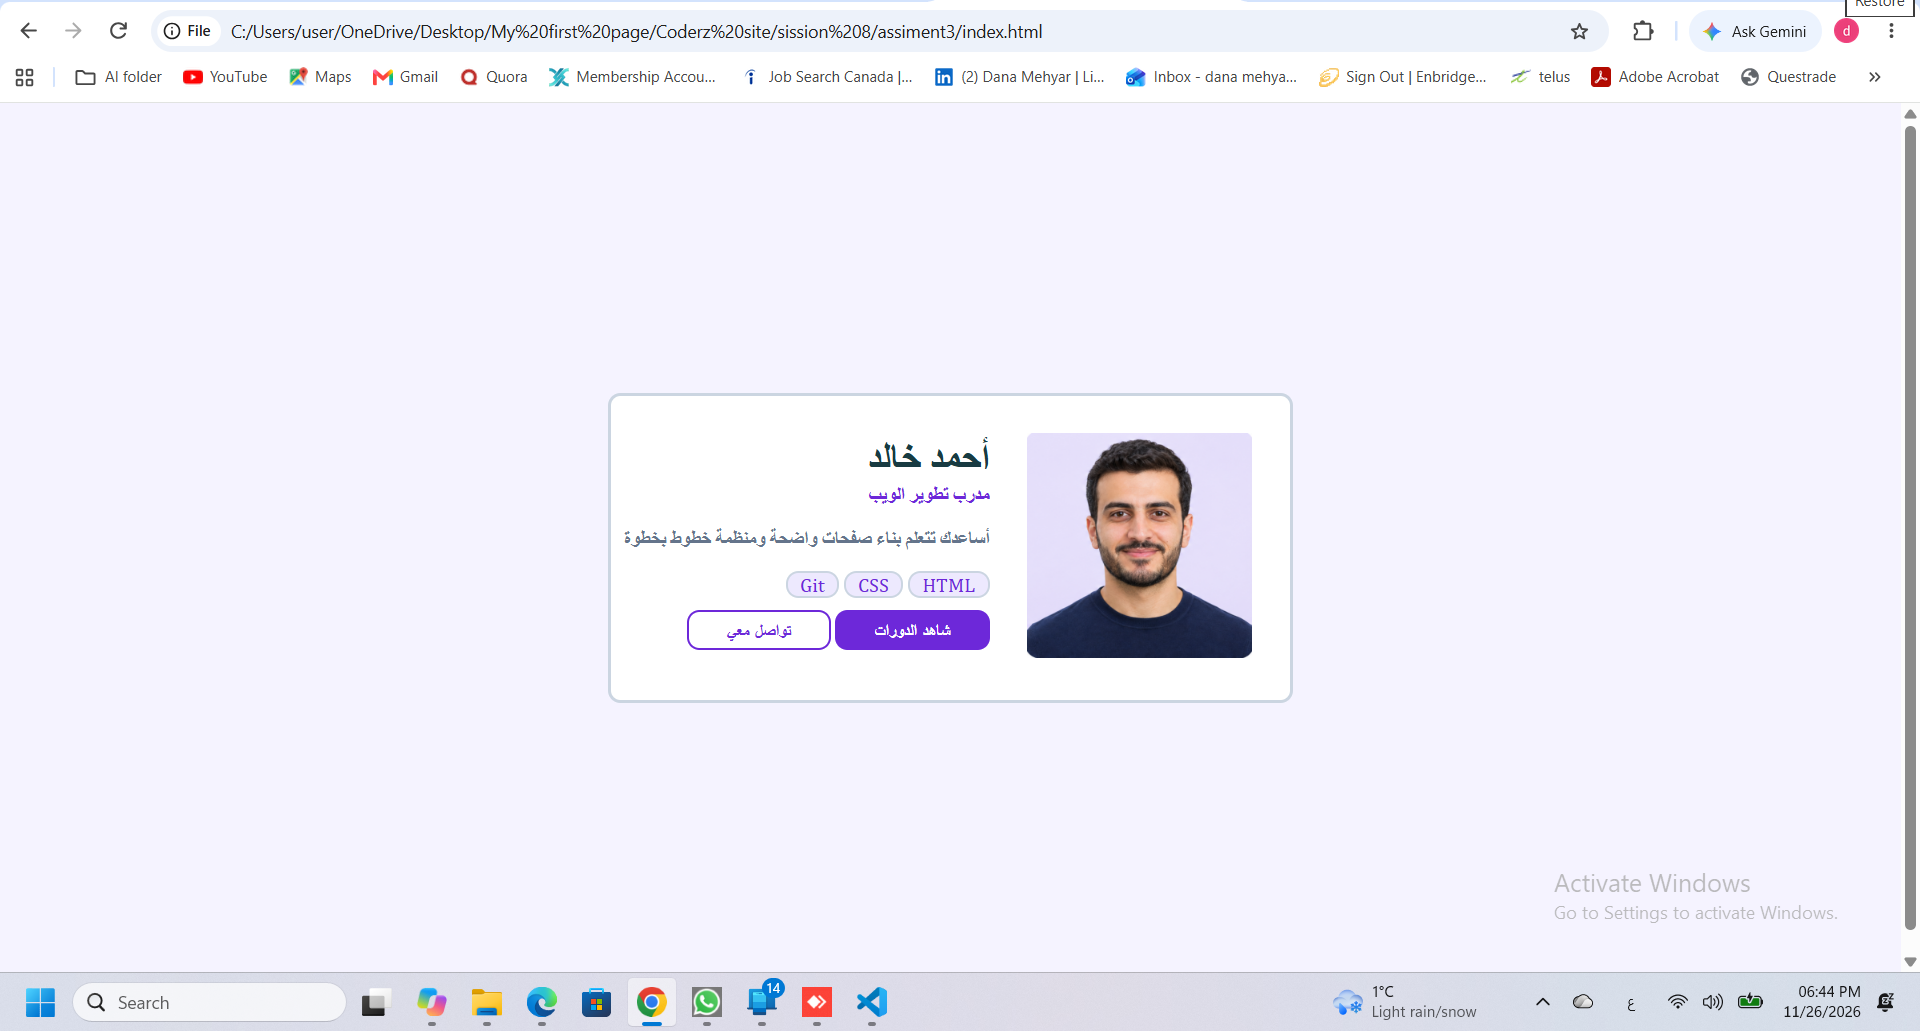 Restore
File
C:/Users/user/OneDrive/Desktop/My%20first%20page/Coderz%20site/sission%208/assiment3/index.html
Ask Gemini
d
AI folder
YouTube
Maps
Gmail
Quora
Membership Accou...
Job Search Canada |...
(2) Dana Mehyar | Li...
Inbox - dana mehya...
Sign Out | Enbridge...
telus
Adobe Acrobat
Questrade
أحمد خالد
مدرب تطوير الويب
أساعدك تتعلم بناء صفحات واضحة ومنظمة خطوط بخطوة
HTML
CSS
Git
شاهد الدورات
تواصل معي
Activate Windows
Go to Settings to activate Windows.
Search
14
1°C
Light rain/snow
ع
06:44 PM
11/26/2026